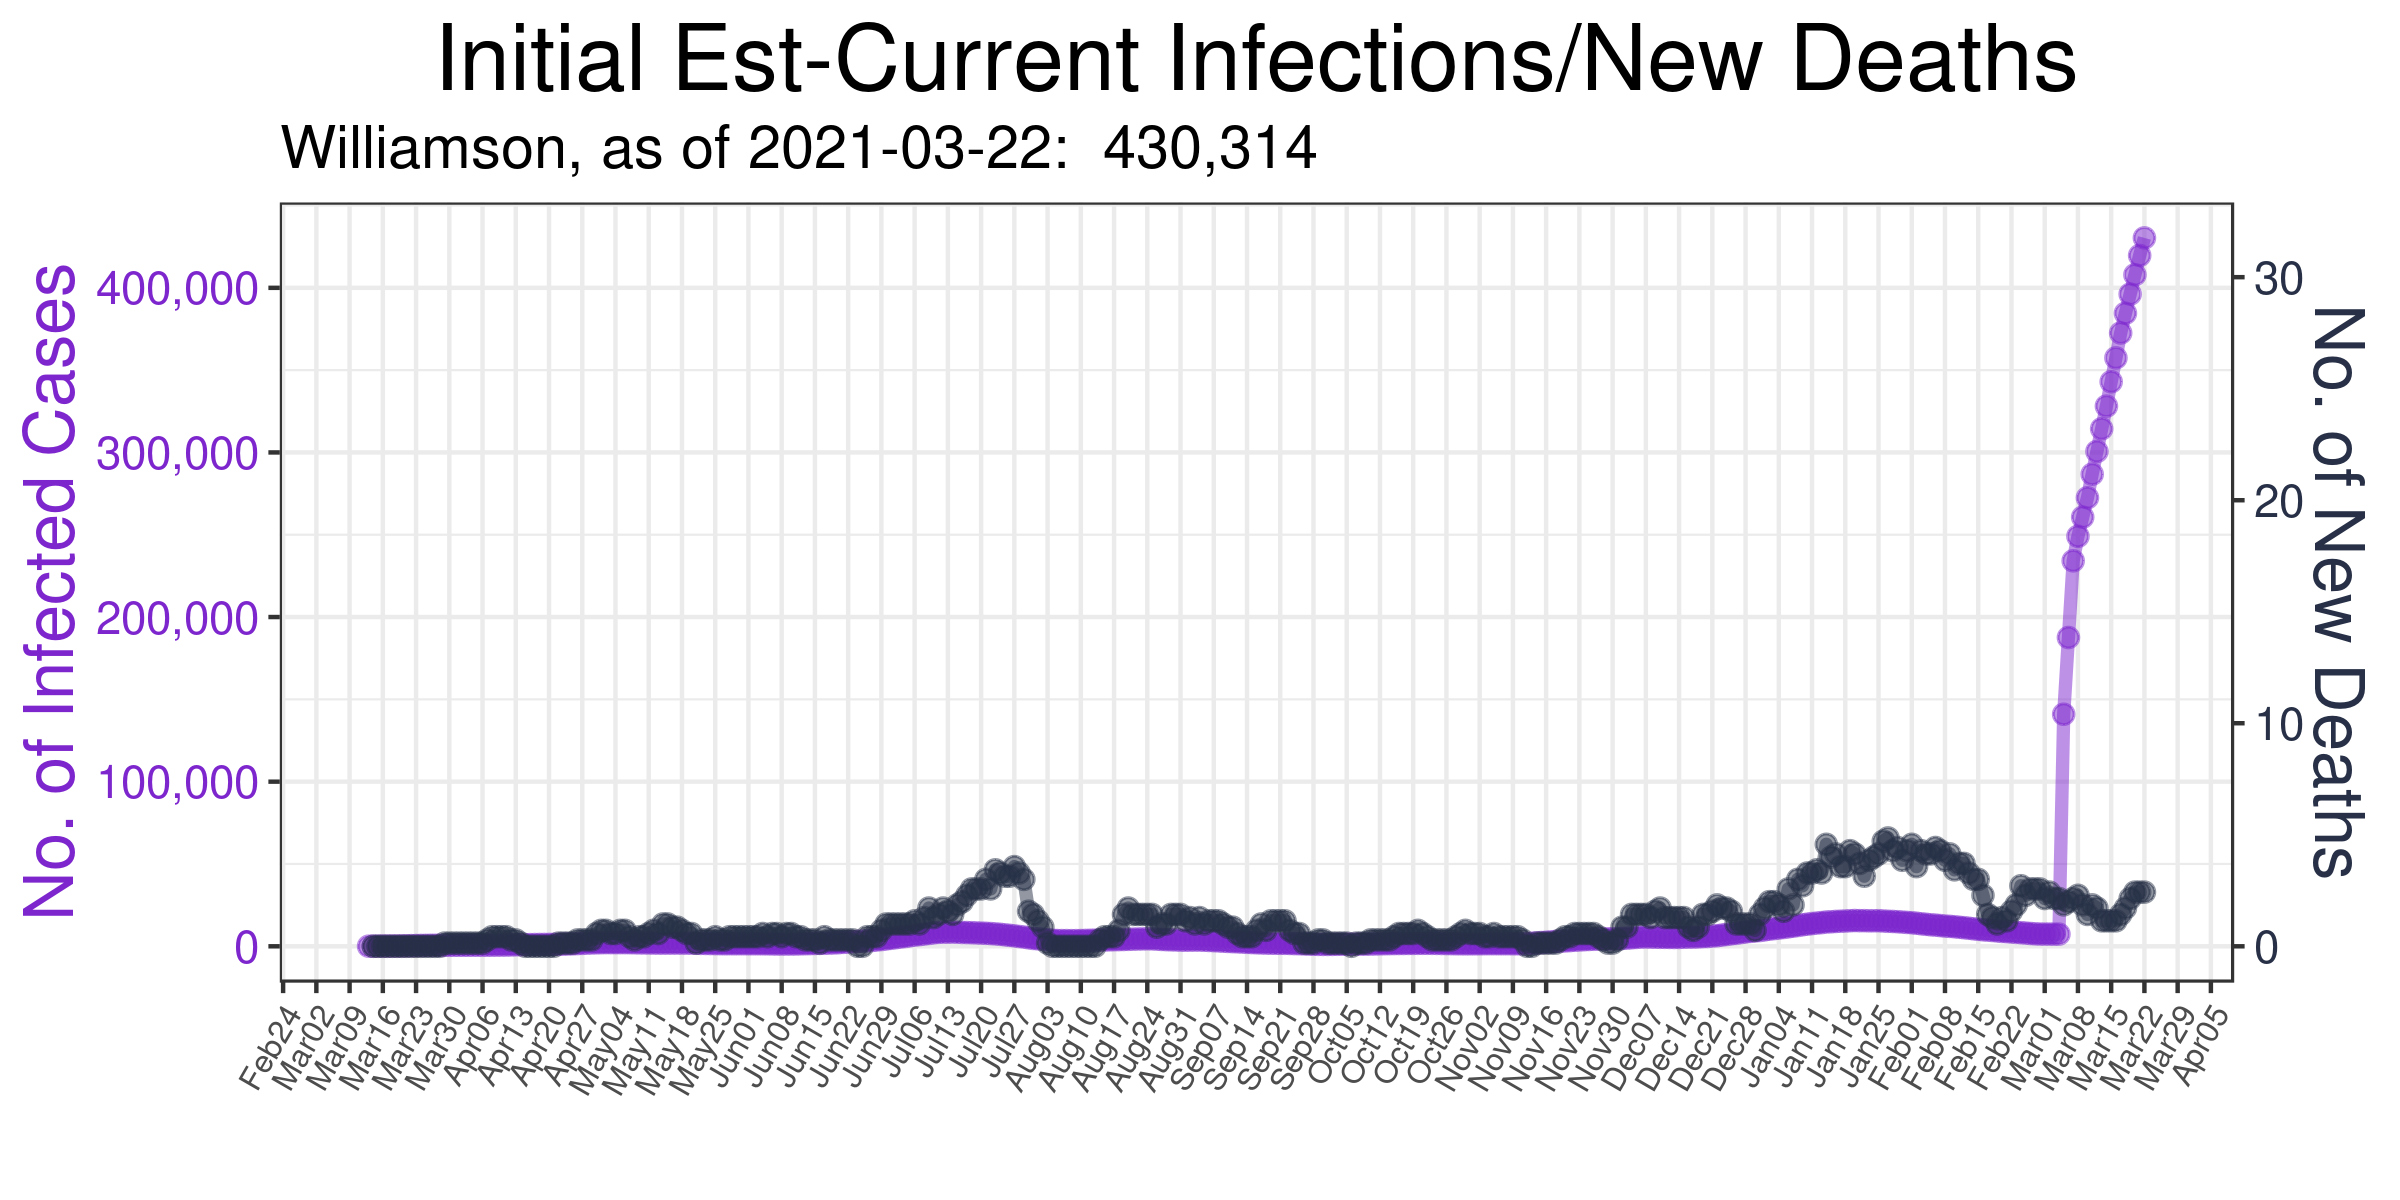 Initial Est-Current Infections/New Deaths
Williamson, as of 2021-03-22:  430,314
No. of Infected Cases
400,000
300,000
200,000
100,000
0
30
20
10
0
No. of New Deaths
Feb24
Mar02
Mar09
Mar16
Mar23
Mar30
Apr06
Apr13
Apr20
Apr27
May04
May11
May18
May25
Jun01
Jun08
Jun15
Jun22
Jun29
Jul06
Jul13
Jul20
Jul27
Aug03
Aug10
Aug17
Aug24
Aug31
Sep07
Sep14
Sep21
Sep28
Oct05
Oct12
Oct19
Oct26
Nov02
Nov09
Nov16
Nov23
Nov30
Dec07
Dec14
Dec21
Dec28
Jan04
Jan11
Jan18
Jan25
Feb01
Feb08
Feb15
Feb22
Mar01
Mar08
Mar15
Mar22
Mar29
Apr05